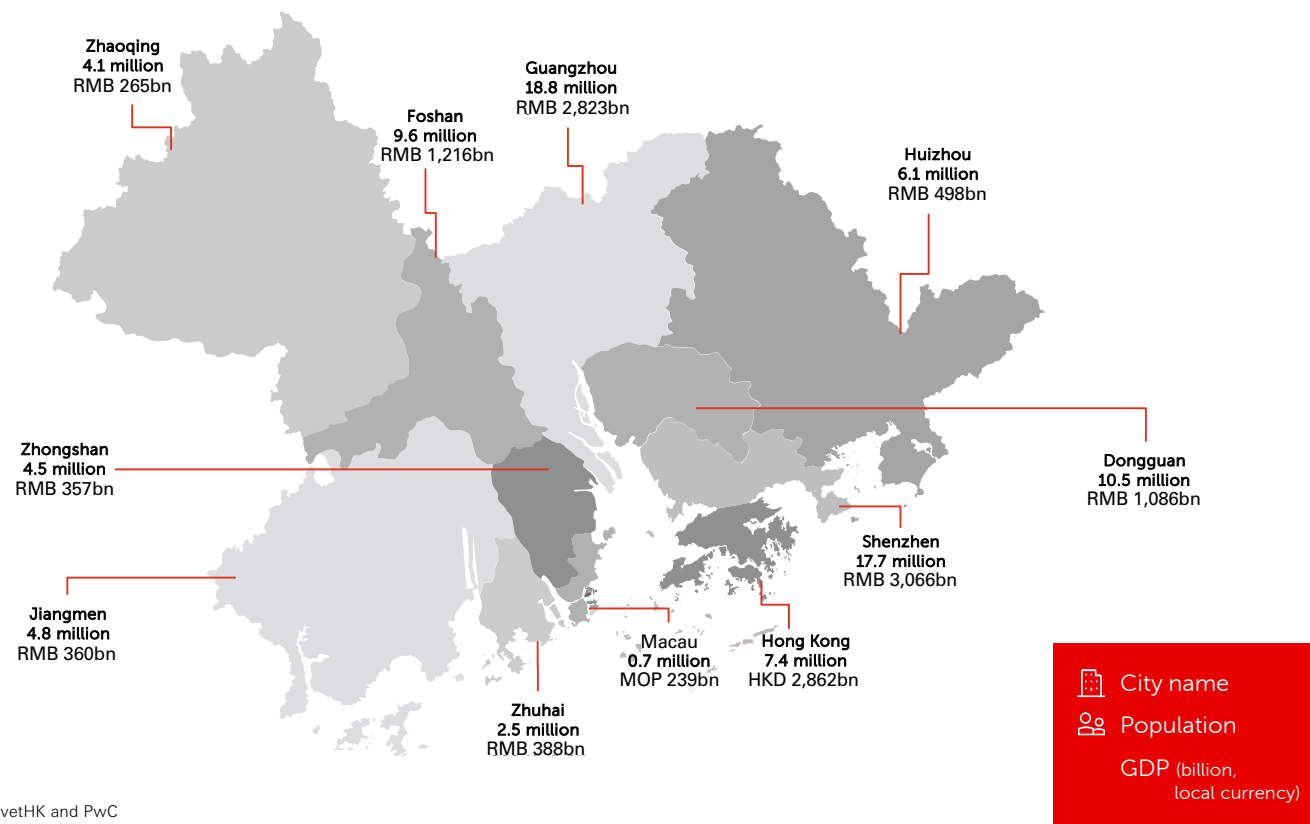 Zhaoqing
4.1 million
RMB 265bn
Guangzhou
18.8 million
RMB 2,823bn
Foshan
9.6 million
RMB 1,216bn
Huizhou
6.1 million
RMB 498bn
Zhongshan
4.5 million
RMB 357bn
Dongguan
10.5 million
RMB 1,086bn
Shenzhen
17.7 million
RMB 3,066bn
Jiangmen
4.8 million
RMB 360bn
Macau
0.7 million
MOP 239bn
Hong Kong
7.4 million
HKD 2,862bn
Zhuhai
2.5 million
RMB 388bn
City name
Population
GDP (billion,
local currency)
vetHK and PwC